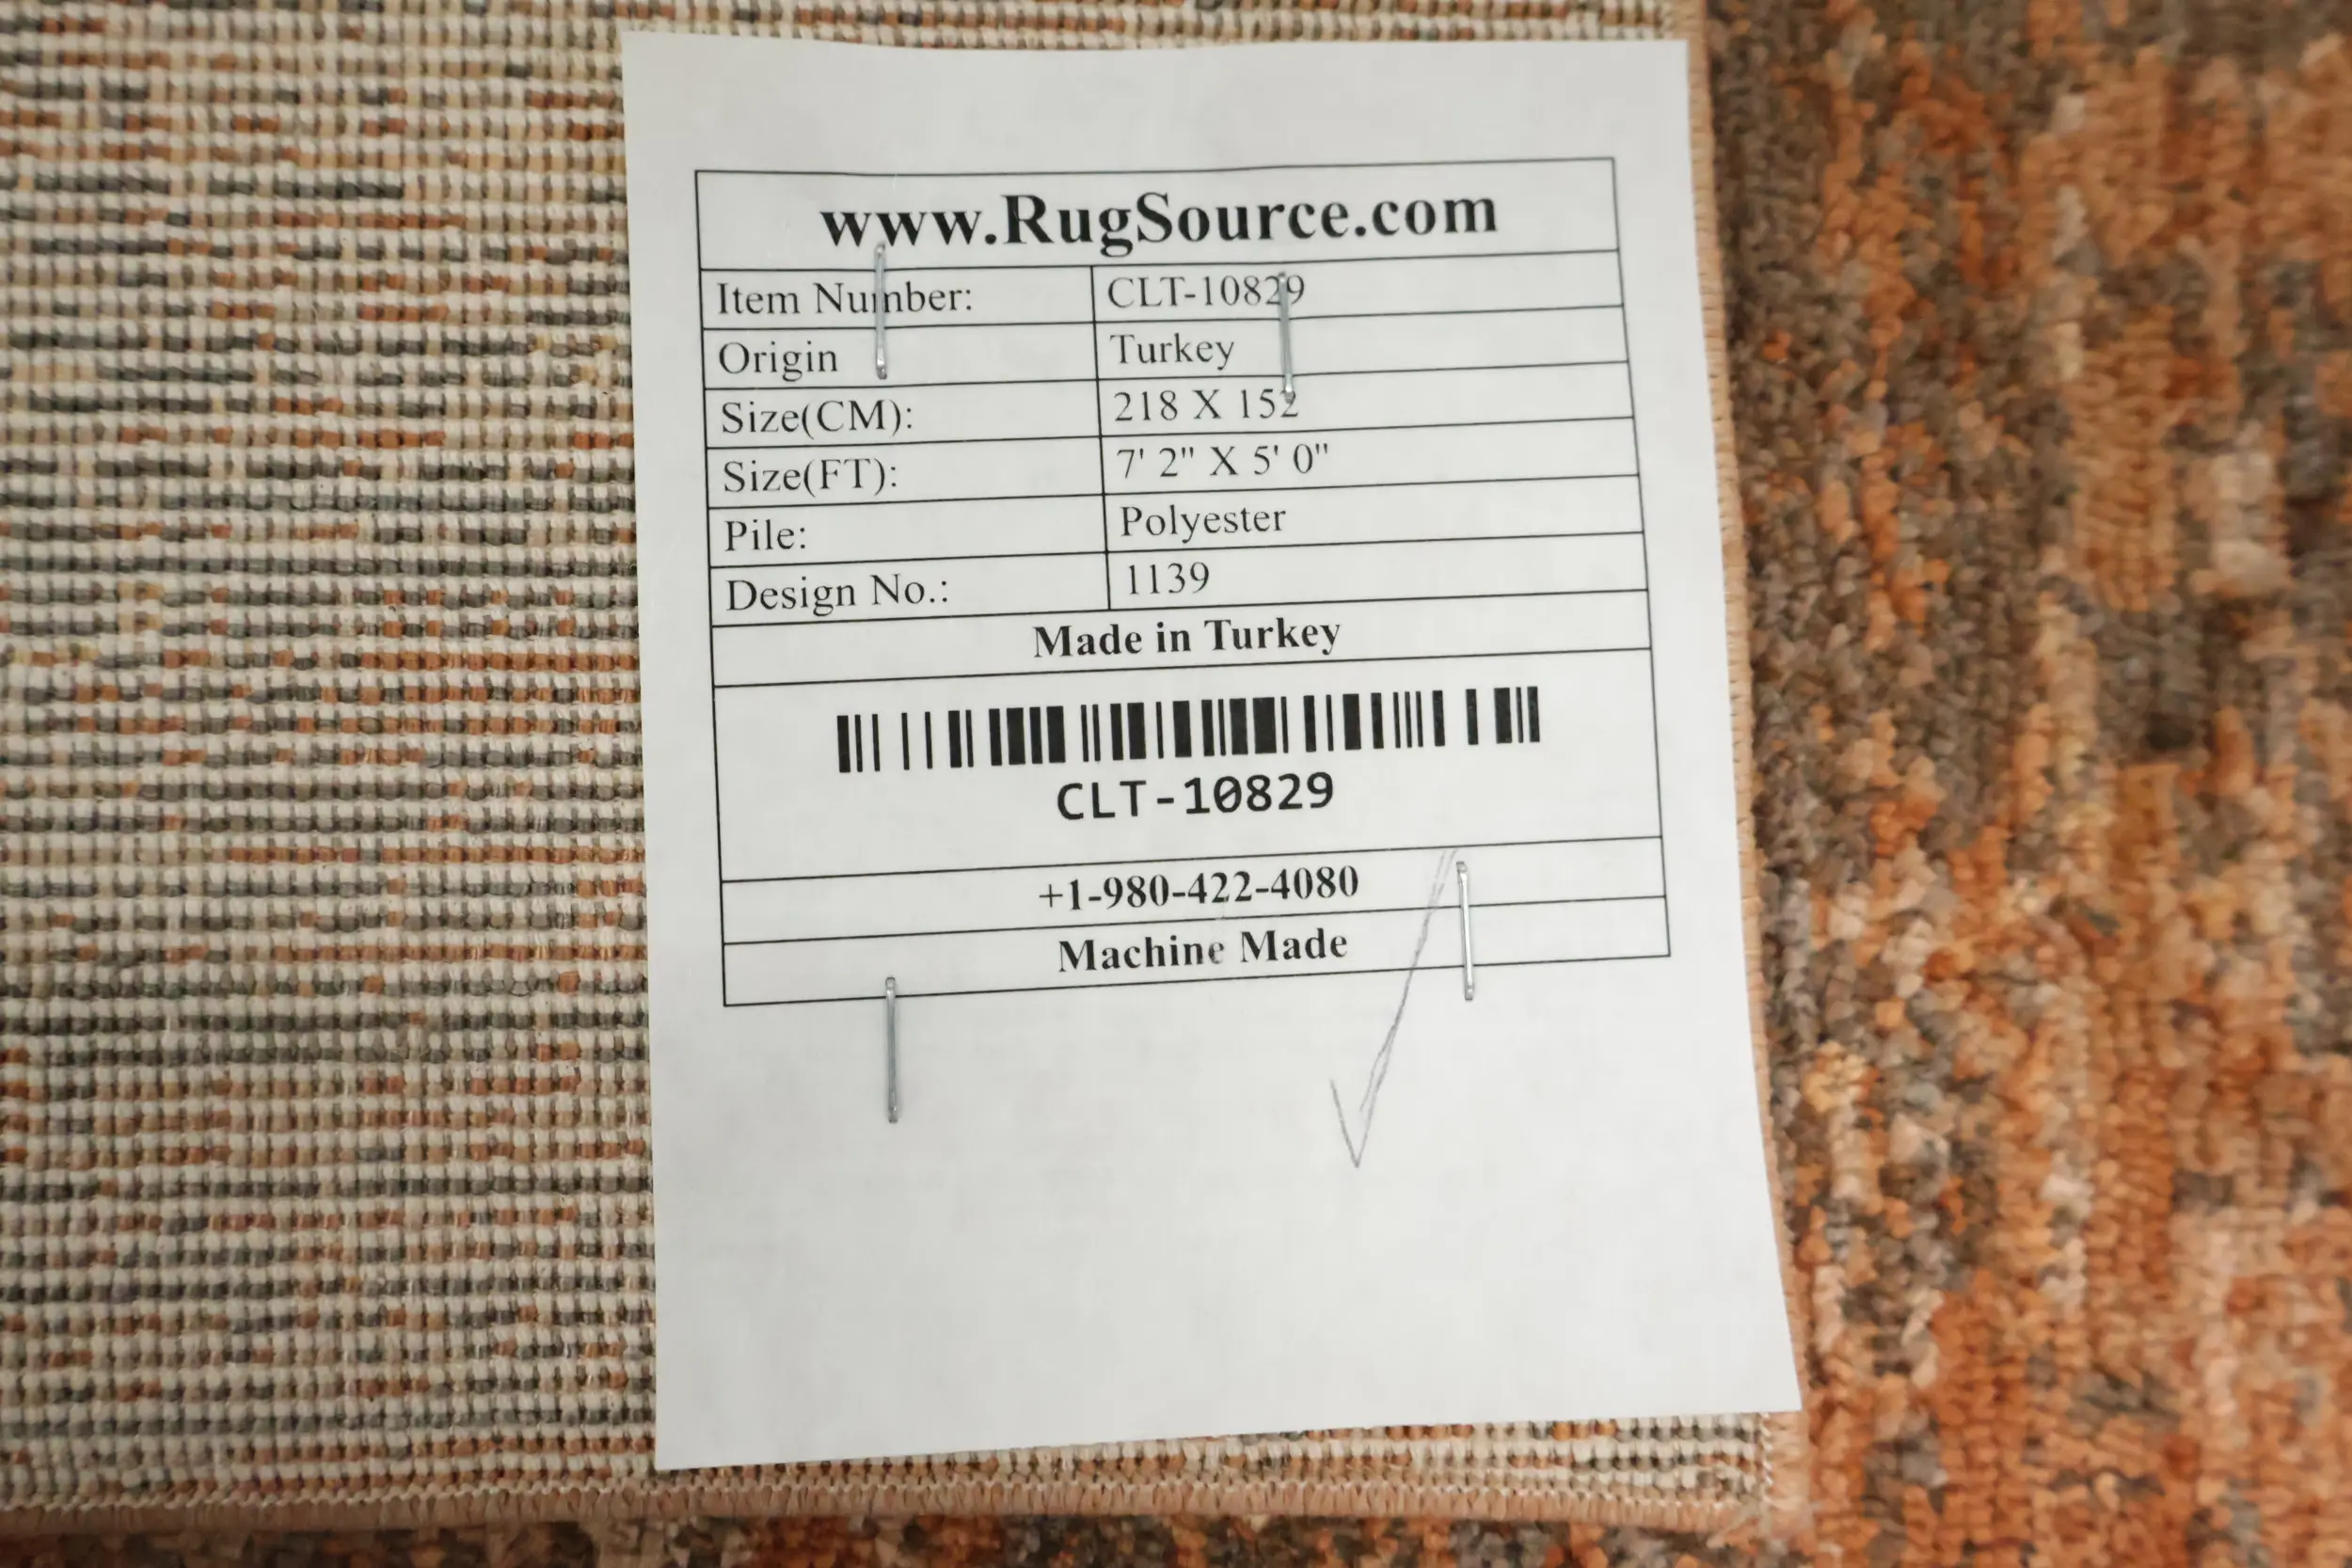 www.RugSource.com
Item Number: CLT-10829
Origin Turkey
Size(CM): 218 X 152
Size(FT): 7' 2" X 5' 0"
Pile: Polyester
Design No.: 1139
Made in Turkey
CLT-10829
+1-980-422-4080
Machine Made